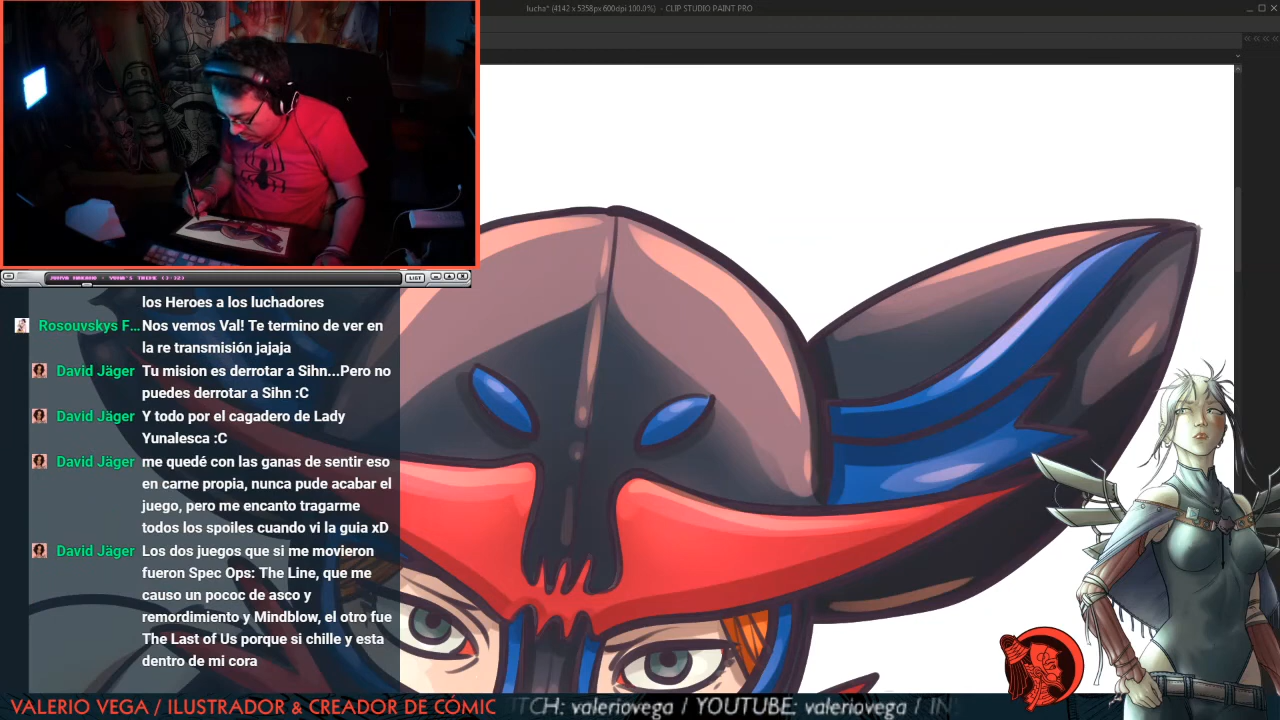 lucha* (4142 x 5358px 600dpi 100.0%) - CLIP STUDIO PAINT PRO
LIST
los Heroes a los luchadores
Rosouvskys F... Nos vemos Val! Te termino de ver en
la re transmisión jajaja
David Jäger Tu mision es derrotar a Sihn...Pero no
puedes derrotar a Sihn :C
David Jäger Y todo por el cagadero de Lady
Yunalesca :C
David Jäger me quedé con las ganas de sentir eso
en carne propia, nunca pude acabar el
juego, pero me encanto tragarme
todos los spoiles cuando vi la guia xD
David Jäger Los dos juegos que si me movieron
fueron Spec Ops: The Line, que me
causo un pococ de asco y
remordimiento y Mindblow, el otro fue
The Last of Us porque si chille y esta
dentro de mi cora
VALERIO VEGA / ILUSTRADOR & CREADOR DE CÓMIC
TCH: valeriovega / YOUTUBE: valeriovega / IN